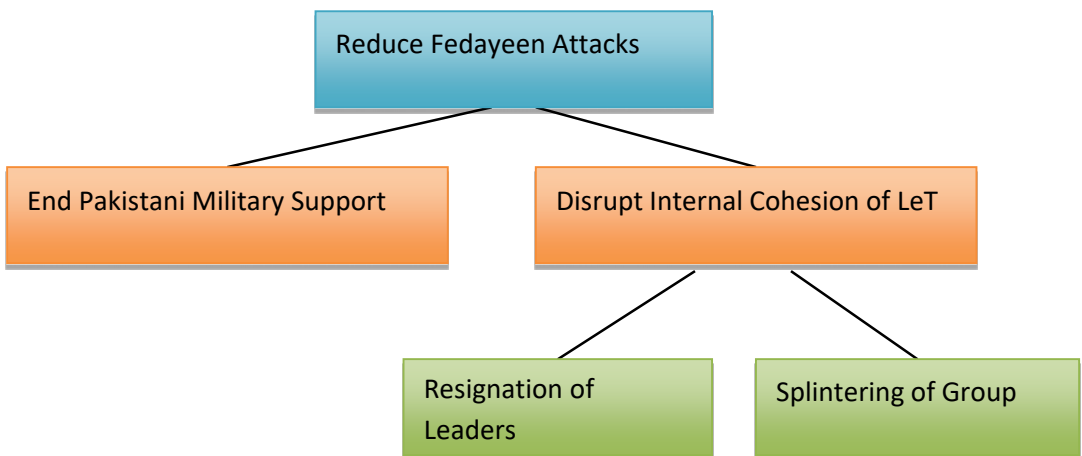 Reduce Fedayeen Attacks
End Pakistani Military Support
Disrupt Internal Cohesion of LeT
Resignation of
Leaders
Splintering of Group